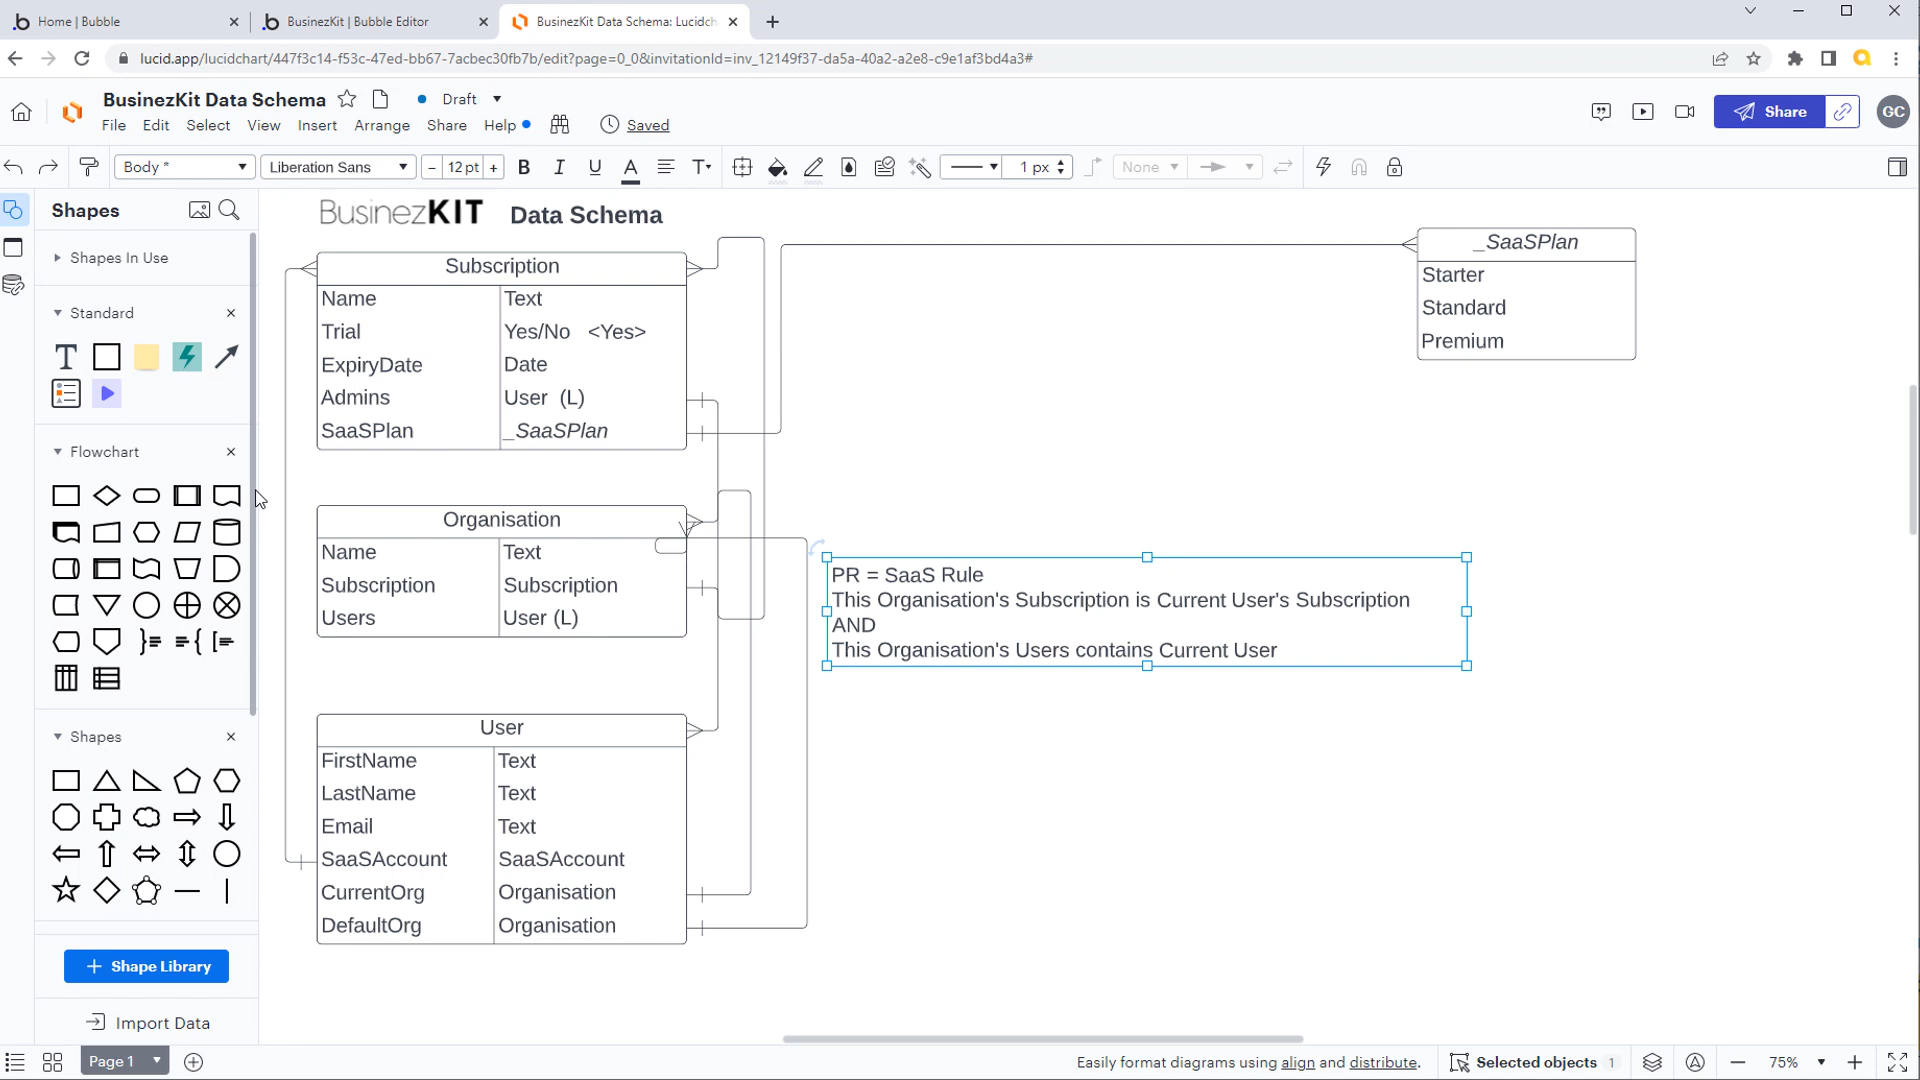 Home | Bubble
BusinezKit | Bubble Editor
BusinezKit Data Schema: Lucidch
lucid.app/lucidchart/447f3c14-f53c-47ed-bb67-7acbec30fb7b/edit?page=0_0&invitationId=inv_12149f37-da5a-40a2-a2e8-c9e1af3bd4a3#
BusinezKit Data Schema
Draft
File Edit Select View Insert Arrange Share Help
Saved
Share
GC
Body *
Liberation Sans
12 pt
B I U A T
1 px
None
Shapes
Shapes In Use
Standard
T
Flowchart
Shapes
Shape Library
Import Data
BusinezKIT Data Schema
Subscription
Name Text
Trial Yes/No <Yes>
ExpiryDate Date
Admins User (L)
SaaSPlan _SaaSPlan
_SaaSPlan
Starter
Standard
Premium
Organisation
Name Text
Subscription Subscription
Users User (L)
PR = SaaS Rule
This Organisation's Subscription is Current User's Subscription
AND
This Organisation's Users contains Current User
User
FirstName Text
LastName Text
Email Text
SaaSAccount SaaSAccount
CurrentOrg Organisation
DefaultOrg Organisation
Page 1
Easily format diagrams using align and distribute.
Selected objects 1
75%